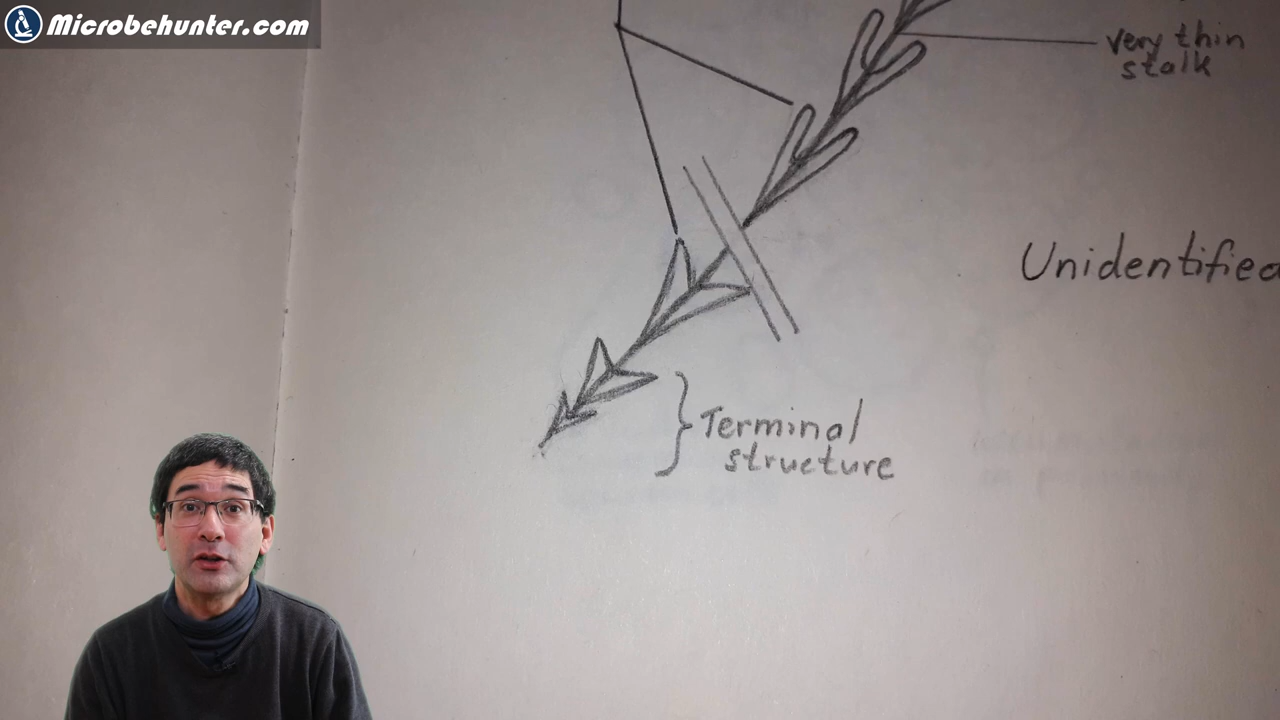 Microbehunter.com
very thin
stalk
Unidentified
Terminal
structure